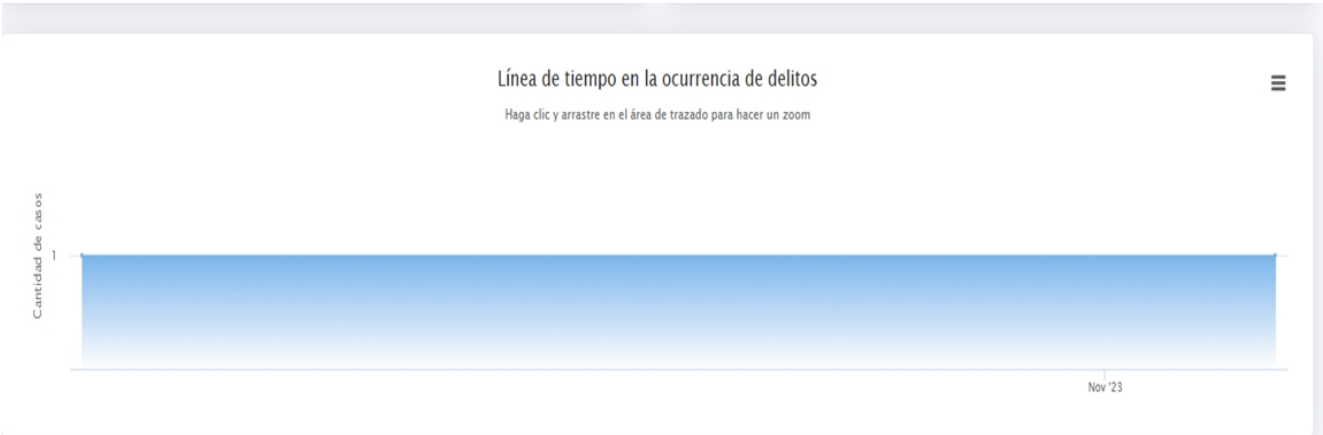 Línea de tiempo en la ocurrencia de delitos
Haga clic y arrastre en el área de trazado para hacer un zoom
Cantidad de casos
1
Nov '23